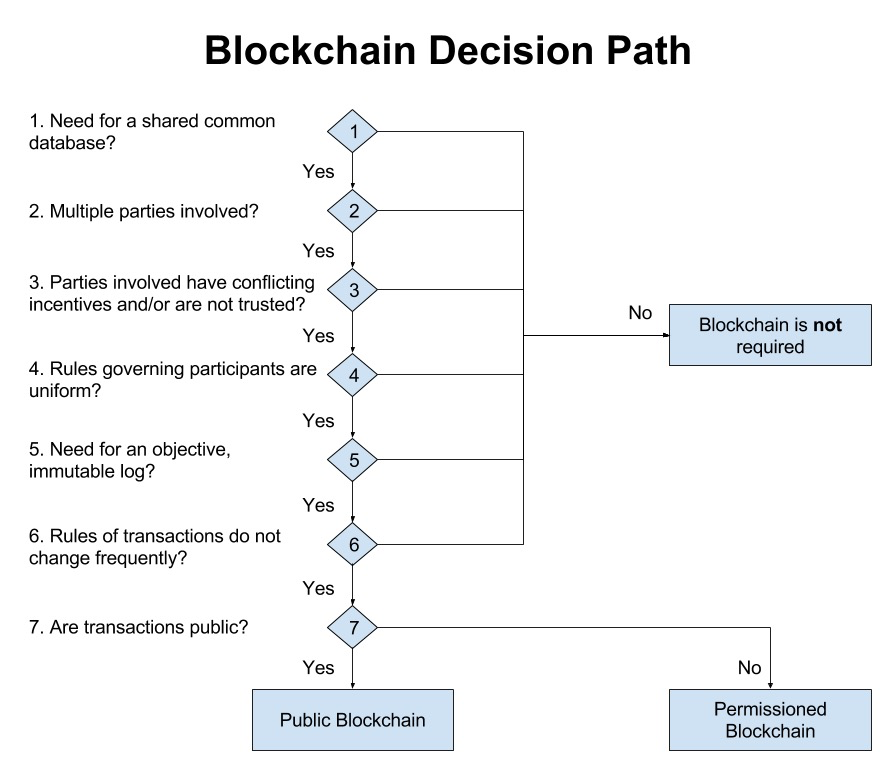 Blockchain Decision Path
1. Need for a shared common
database?
1
Yes
2. Multiple parties involved?
2
Yes
3. Parties involved have conflicting
incentives and/or are not trusted?
3
No
Blockchain is not
required
Yes
4. Rules governing participants are
uniform?
4
Yes
5. Need for an objective,
immutable log?
5
Yes
6. Rules of transactions do not
change frequently?
6
Yes
7. Are transactions public?
7
Yes
No
Public Blockchain
Permissioned
Blockchain